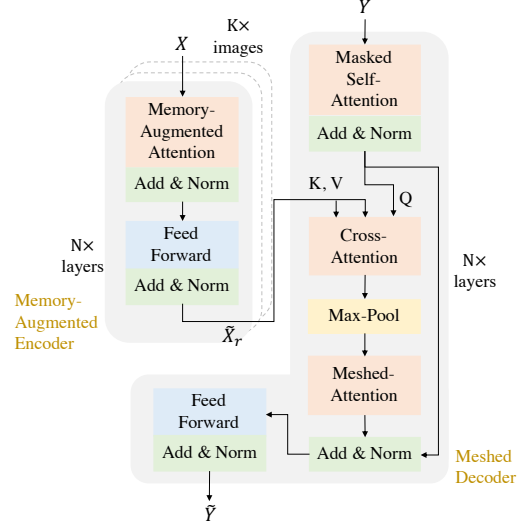 Y
K×
images
X
Masked
Self-
Attention
Add & Norm
Memory-
Augmented
Attention
Add & Norm
K, V
Q
Feed
Forward
Add & Norm
N×
layers
Cross-
Attention
N×
layers
Memory-
Augmented
Encoder
X̃ᵣ
Max-Pool
Meshed-
Attention
Feed
Forward
Add & Norm
Add & Norm
Meshed
Decoder
Ỹ